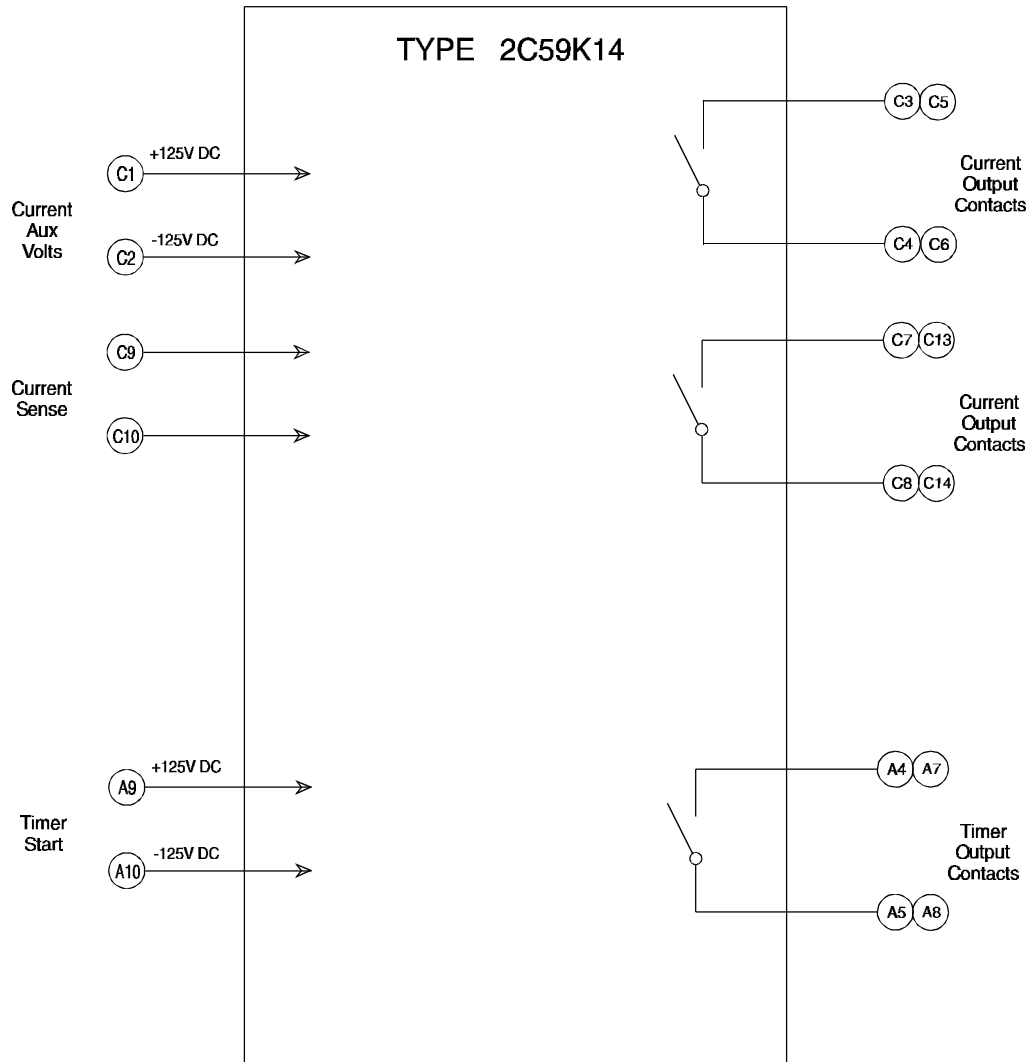 TYPE 2C59K14
C3 C5
+125V DC
C1
Current
Output
Contacts
Current
Aux
Volts
-125V DC
C2
C4 C6
C9
C7 C13
Current
Sense
Current
Output
Contacts
C10
C8 C14
+125V DC
A9
A4 A7
Timer
Start
Timer
Output
Contacts
-125V DC
A10
A5 A8